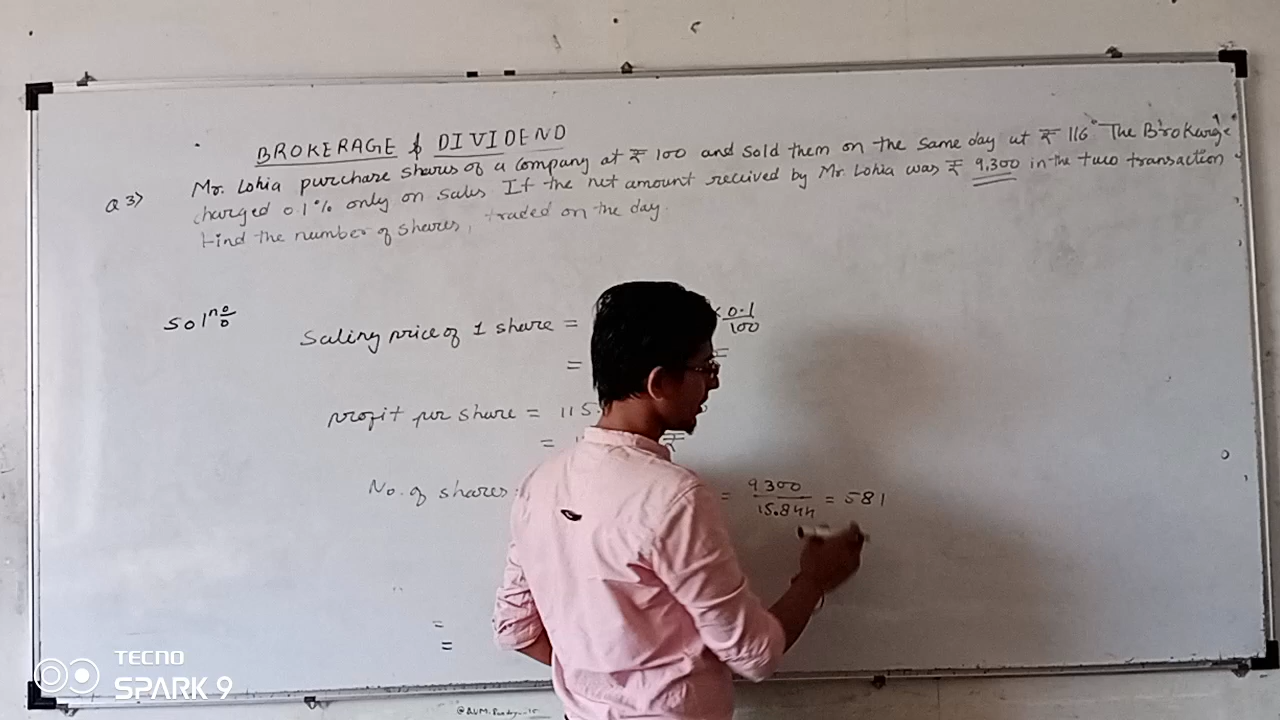 BROKERAGE & DIVIDEND
Q 3) Mr. Lohia purchase shares of a company at ₹ 100 and sold them on the same day at ₹ 116. The Brokerage
charged 0.1% only on sales. If the net amount received by Mr. Lohia was ₹ 9,300 in the two transaction.
Find the number of shares, traded on the day.
Solⁿ
Saling price of 1 share = × 0.1/100
=
profit per share = 115.
= ₹
No. of shares = 9300/15.844 = 581
=
=
TECNO
SPARK 9